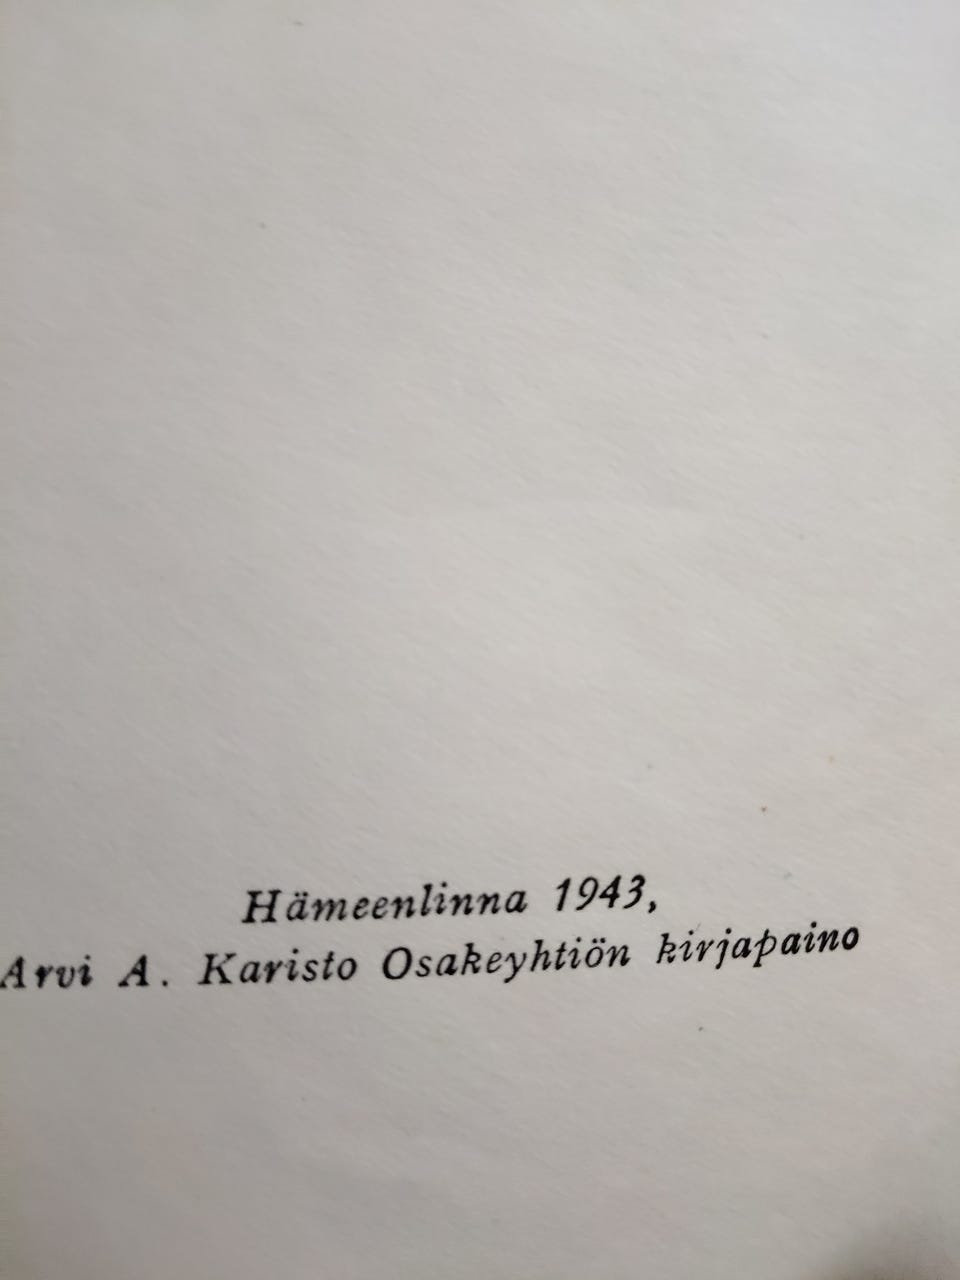 Hämeenlinna 1943,
Arvi A. Karisto Osakeyhtiön kirjapaino